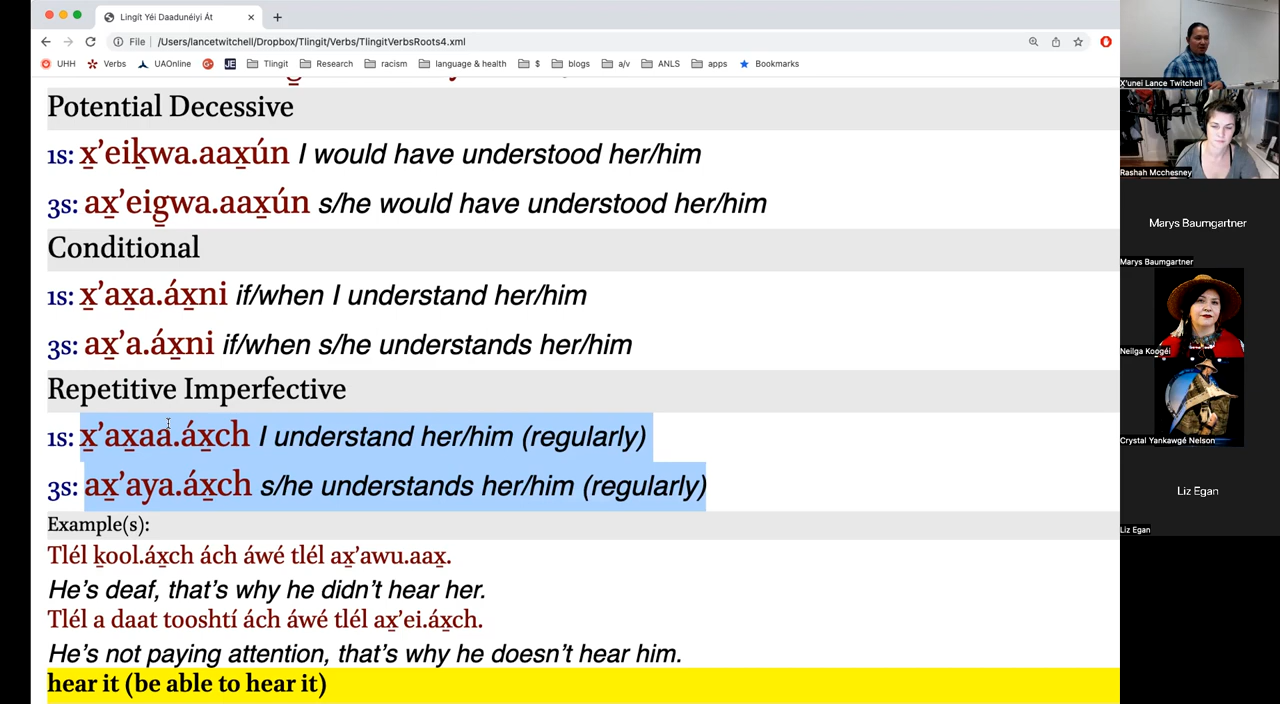 Lingít Yéi Daadunéiyi Át
File | /Users/lancetwitchell/Dropbox/Tlingit/Verbs/TlingitVerbsRoots4.xml
UHH Verbs UAOnline JE Tlingit Research racism language & health $ blogs a/v ANLS apps Bookmarks
Potential Decessive
1s: x̱’eiḵwa.aax̱ún I would have understood her/him
3s: ax̱’eig̱wa.aax̱ún s/he would have understood her/him
Conditional
1s: x̱’ax̱a.áx̱ni if/when I understand her/him
3s: ax̱’a.áx̱ni if/when s/he understands her/him
Repetitive Imperfective
1s: x̱’ax̱aa.áx̱ch I understand her/him (regularly)
3s: ax̱’aya.áx̱ch s/he understands her/him (regularly)
Example(s):
Tlél ḵool.áx̱ch ách áwé tlél ax̱’awu.aax̱.
He’s deaf, that’s why he didn’t hear her.
Tlél a daat tooshtí ách áwé tlél ax̱’ei.áx̱ch.
He’s not paying attention, that’s why he doesn’t hear him.
hear it (be able to hear it)
X̱'unei Lance Twitchell
Rashah Mcchesney
Marys Baumgartner
Marys Baumgartner
Neilga Koogéi
Crystal Yankawgé Nelson
Liz Egan
Liz Egan